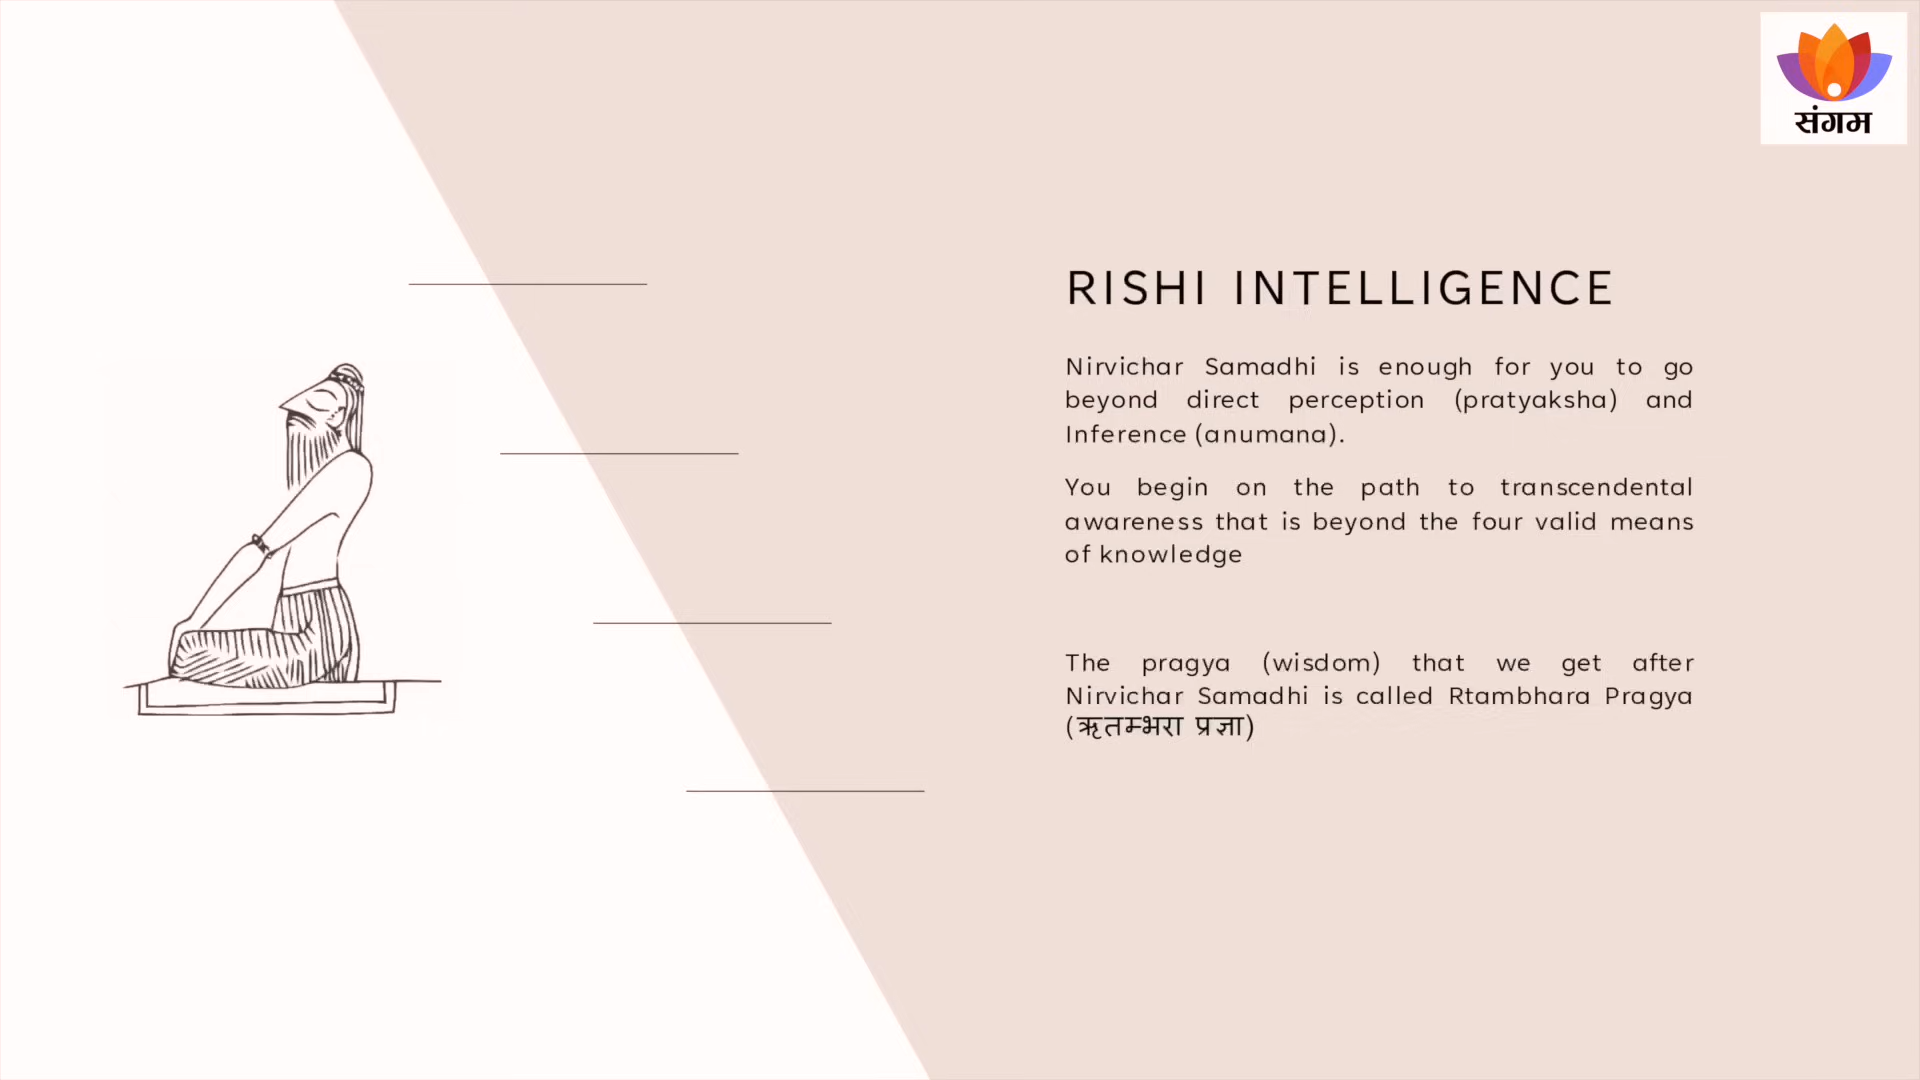 संगम
RISHI INTELLIGENCE
Nirvichar Samadhi is enough for you to go
beyond direct perception (pratyaksha) and
Inference (anumana).
You begin on the path to transcendental
awareness that is beyond the four valid means
of knowledge
The pragya (wisdom) that we get after
Nirvichar Samadhi is called Rtambhara Pragya
(ऋतम्भरा प्रज्ञा)